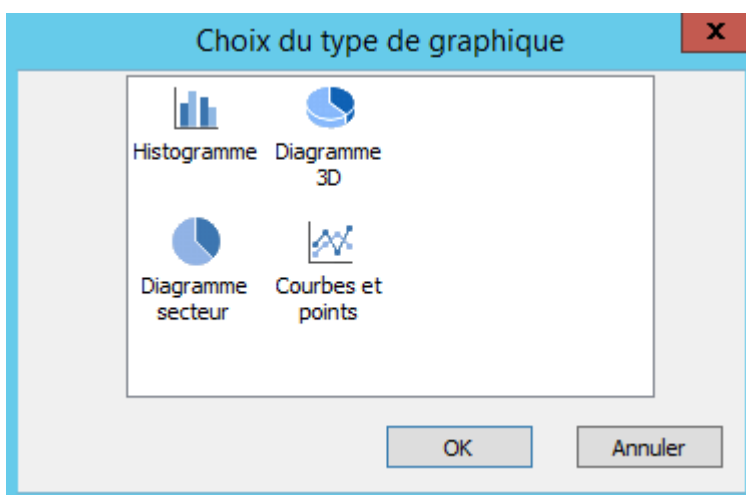 Choix du type de graphique
x
Histogramme
Diagramme
3D
Diagramme
secteur
Courbes et
points
OK
Annuler